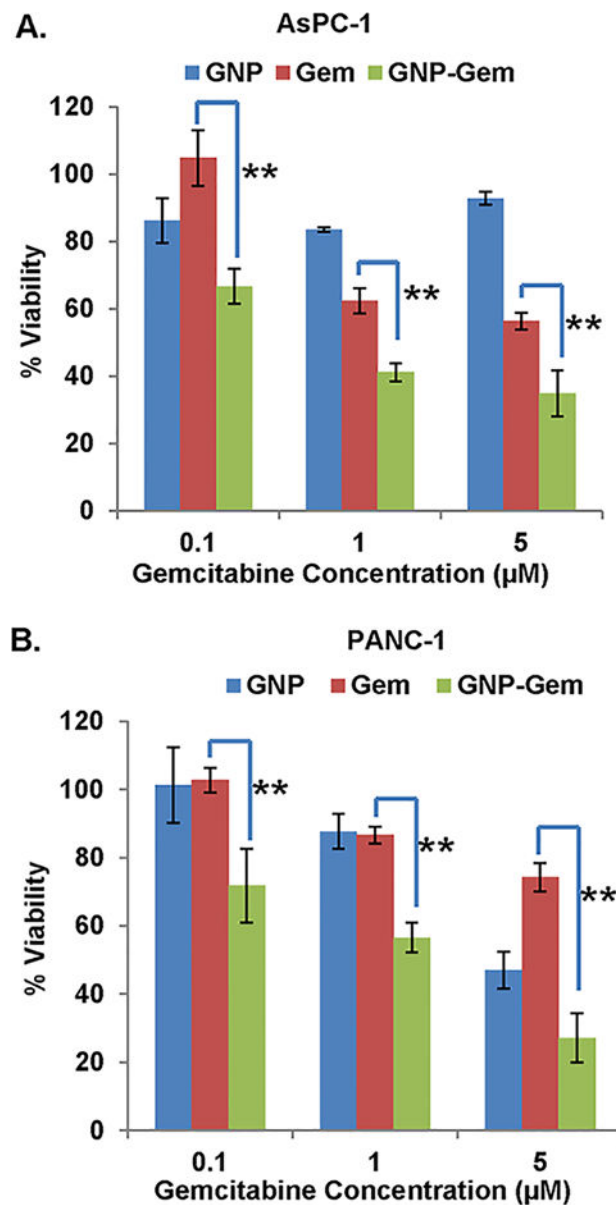 A.
AsPC-1
GNP Gem GNP-Gem
120
100
80
60
40
20
0
% Viability
**
**
**
0.1 1 5
Gemcitabine Concentration (µM)
B.
PANC-1
GNP Gem GNP-Gem
120
100
80
60
40
20
0
% Viability
**
**
**
0.1 1 5
Gemcitabine Concentration (µM)